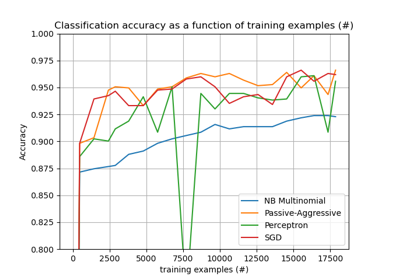 Classification accuracy as a function of training examples (#)
1.000
0.975
0.950
0.925
0.900
0.875
0.850
0.825
0.800
Accuracy
NB Multinomial
Passive-Aggressive
Perceptron
SGD
0 2500 5000 7500 10000 12500 15000 17500
training examples (#)